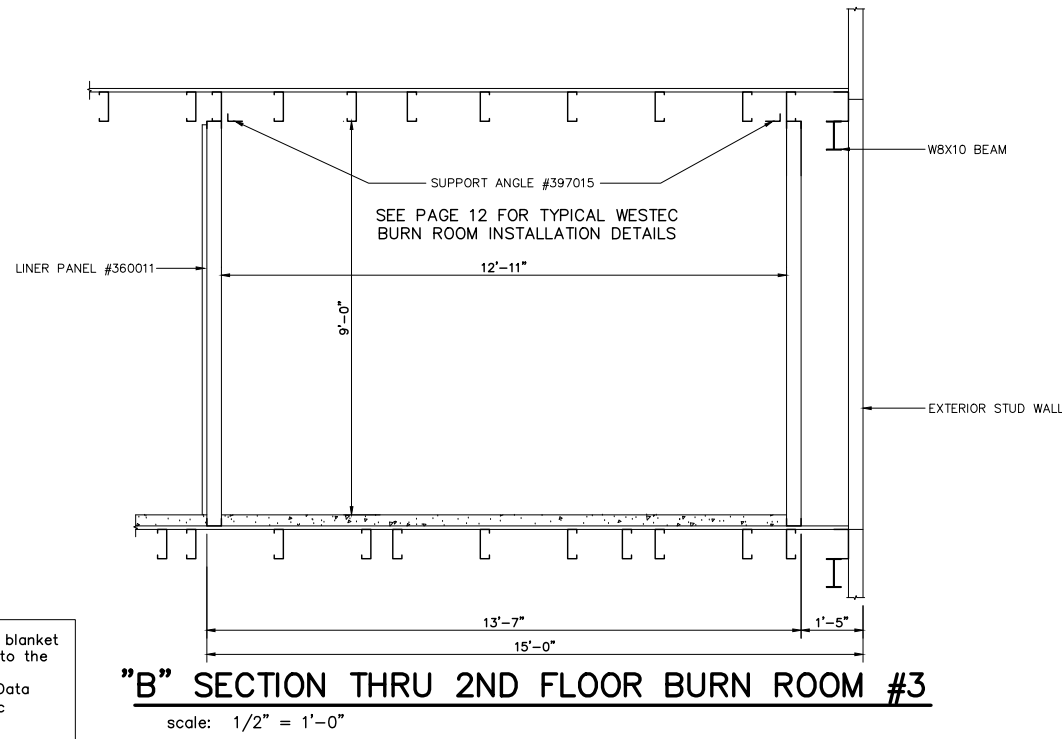 W8X10 BEAM
SUPPORT ANGLE #397015
SEE PAGE 12 FOR TYPICAL WESTEC
BURN ROOM INSTALLATION DETAILS
LINER PANEL #360011
12'-11"
9'-0"
EXTERIOR STUD WALL
13'-7"
1'-5"
15'-0"
blanket
to the
Data
"B" SECTION THRU 2ND FLOOR BURN ROOM #3
scale: 1/2" = 1'-0"